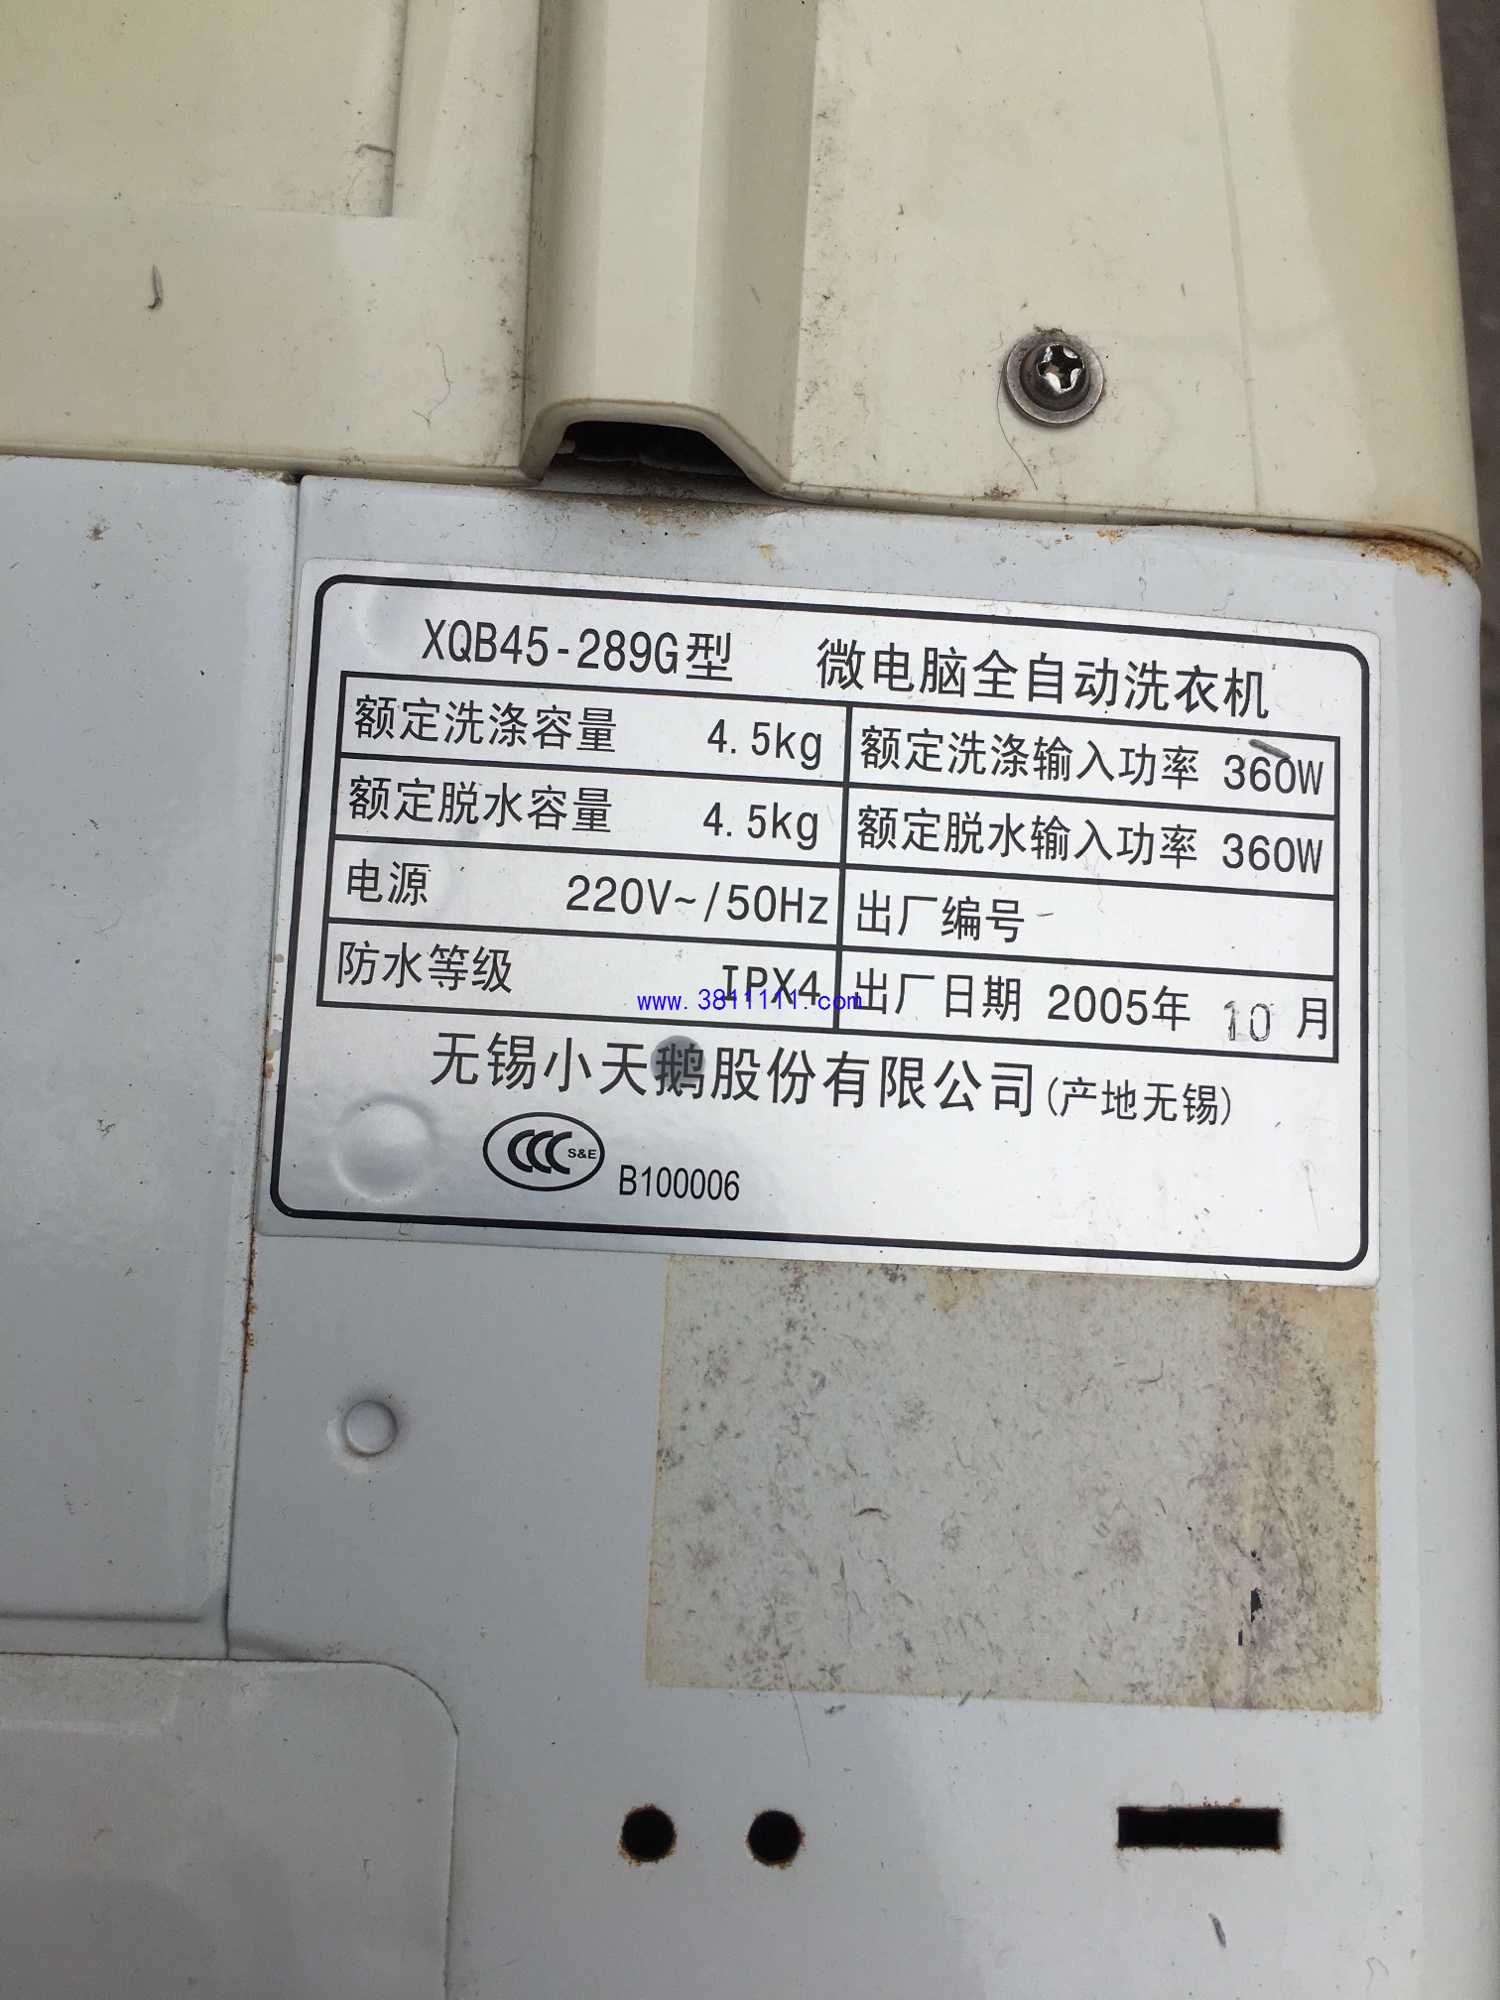 XQB45-289G型 微电脑全自动洗衣机
额定洗涤容量 4.5kg 额定洗涤输入功率 360W
额定脱水容量 4.5kg 额定脱水输入功率 360W
电源 220V~/50Hz 出厂编号
防水等级 IPX4 出厂日期 2005年 10 月
www.3811111.com
无锡小天鹅股份有限公司(产地无锡)
CCC S&E B100006